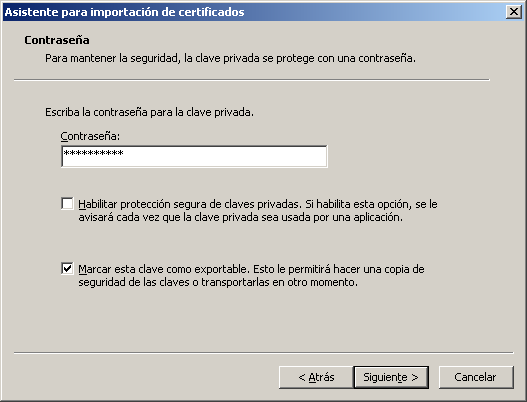 Asistente para importación de certificados
Contraseña
Para mantener la seguridad, la clave privada se protege con una contraseña.
Escriba la contraseña para la clave privada.
Contraseña:
**********
Habilitar protección segura de claves privadas. Si habilita esta opción, se le
avisará cada vez que la clave privada sea usada por una aplicación.
Marcar esta clave como exportable. Esto le permitirá hacer una copia de
seguridad de las claves o transportarlas en otro momento.
< Atrás
Siguiente >
Cancelar